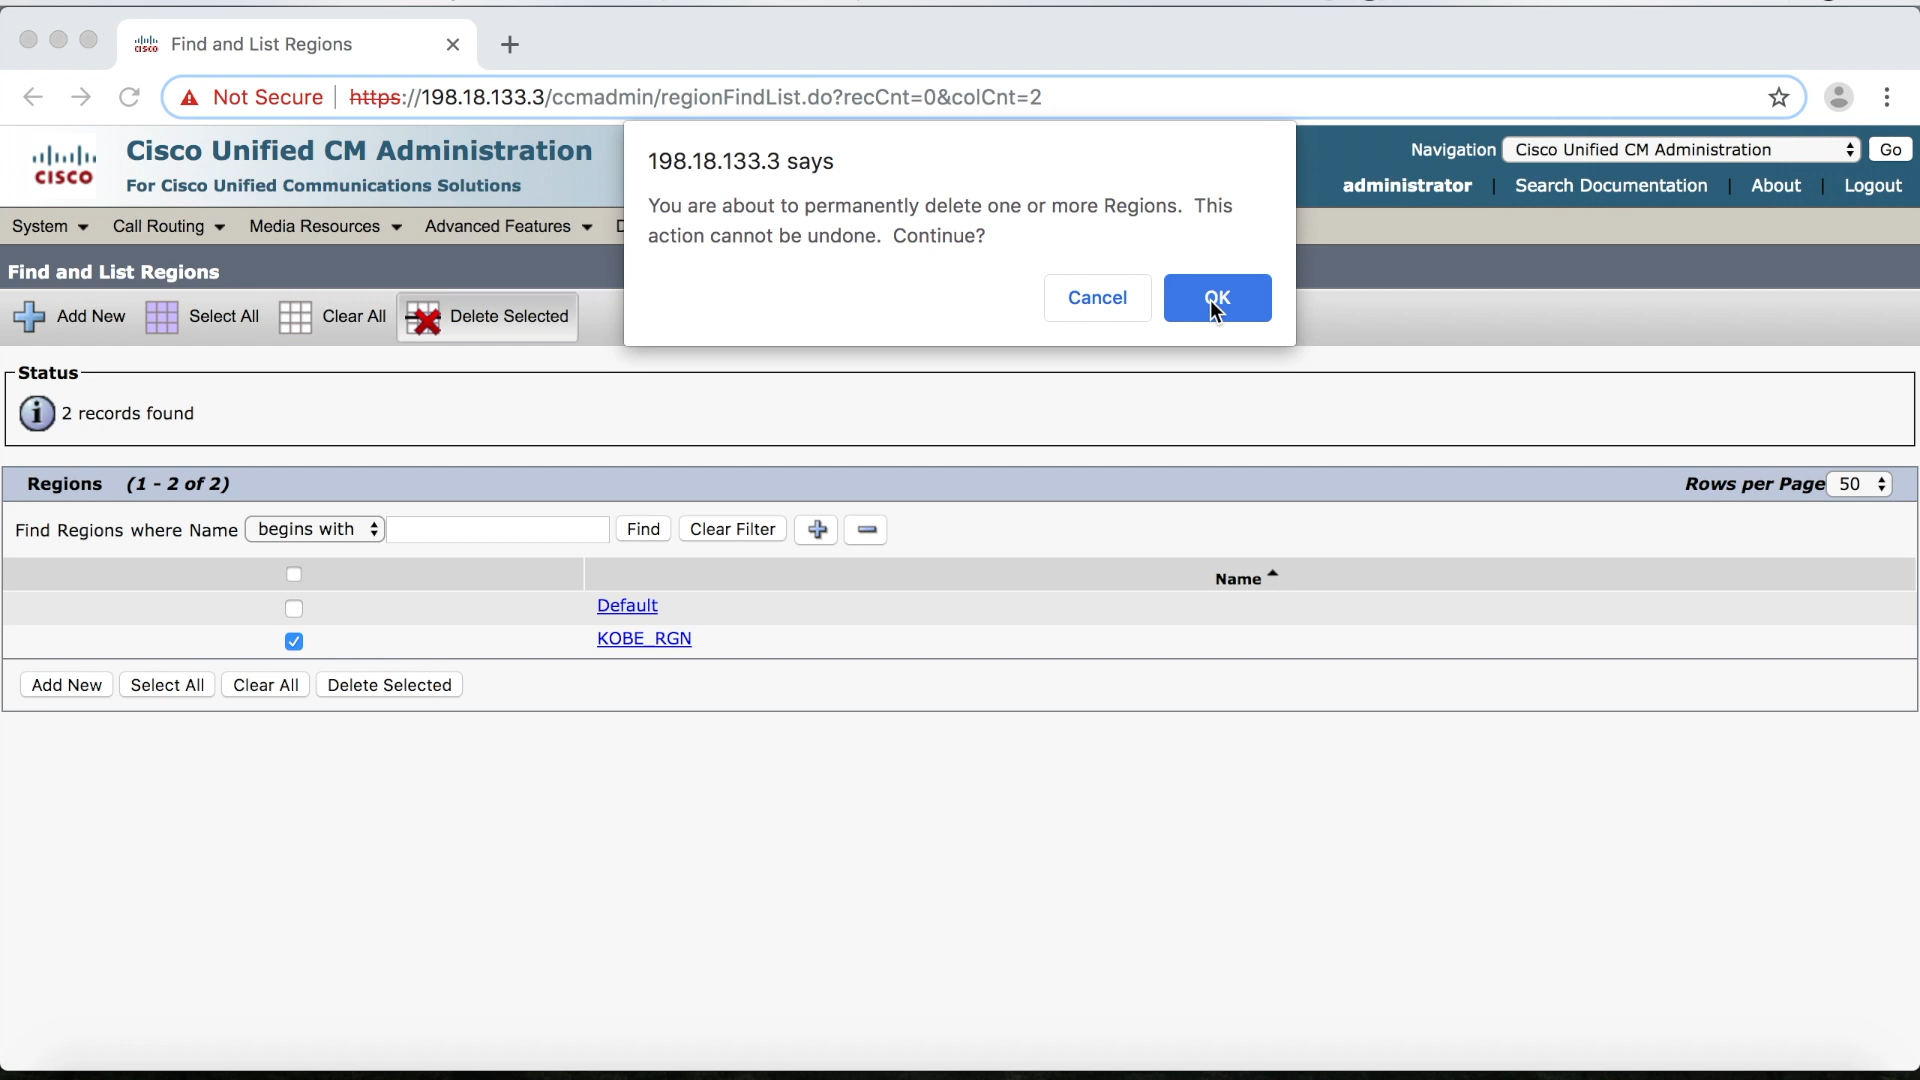 Find and List Regions
Not Secure https://198.18.133.3/ccmadmin/regionFindList.do?recCnt=0&colCnt=2
CISCO
Cisco Unified CM Administration
For Cisco Unified Communications Solutions
Navigation Cisco Unified CM Administration Go
administrator | Search Documentation | About | Logout
System Call Routing Media Resources Advanced Features D
198.18.133.3 says
You are about to permanently delete one or more Regions. This
action cannot be undone. Continue?
Cancel OK
Find and List Regions
Add New Select All Clear All Delete Selected
Status
2 records found
Regions (1 - 2 of 2) Rows per Page 50
Find Regions where Name begins with Find Clear Filter
Name
Default
KOBE_RGN
Add New Select All Clear All Delete Selected